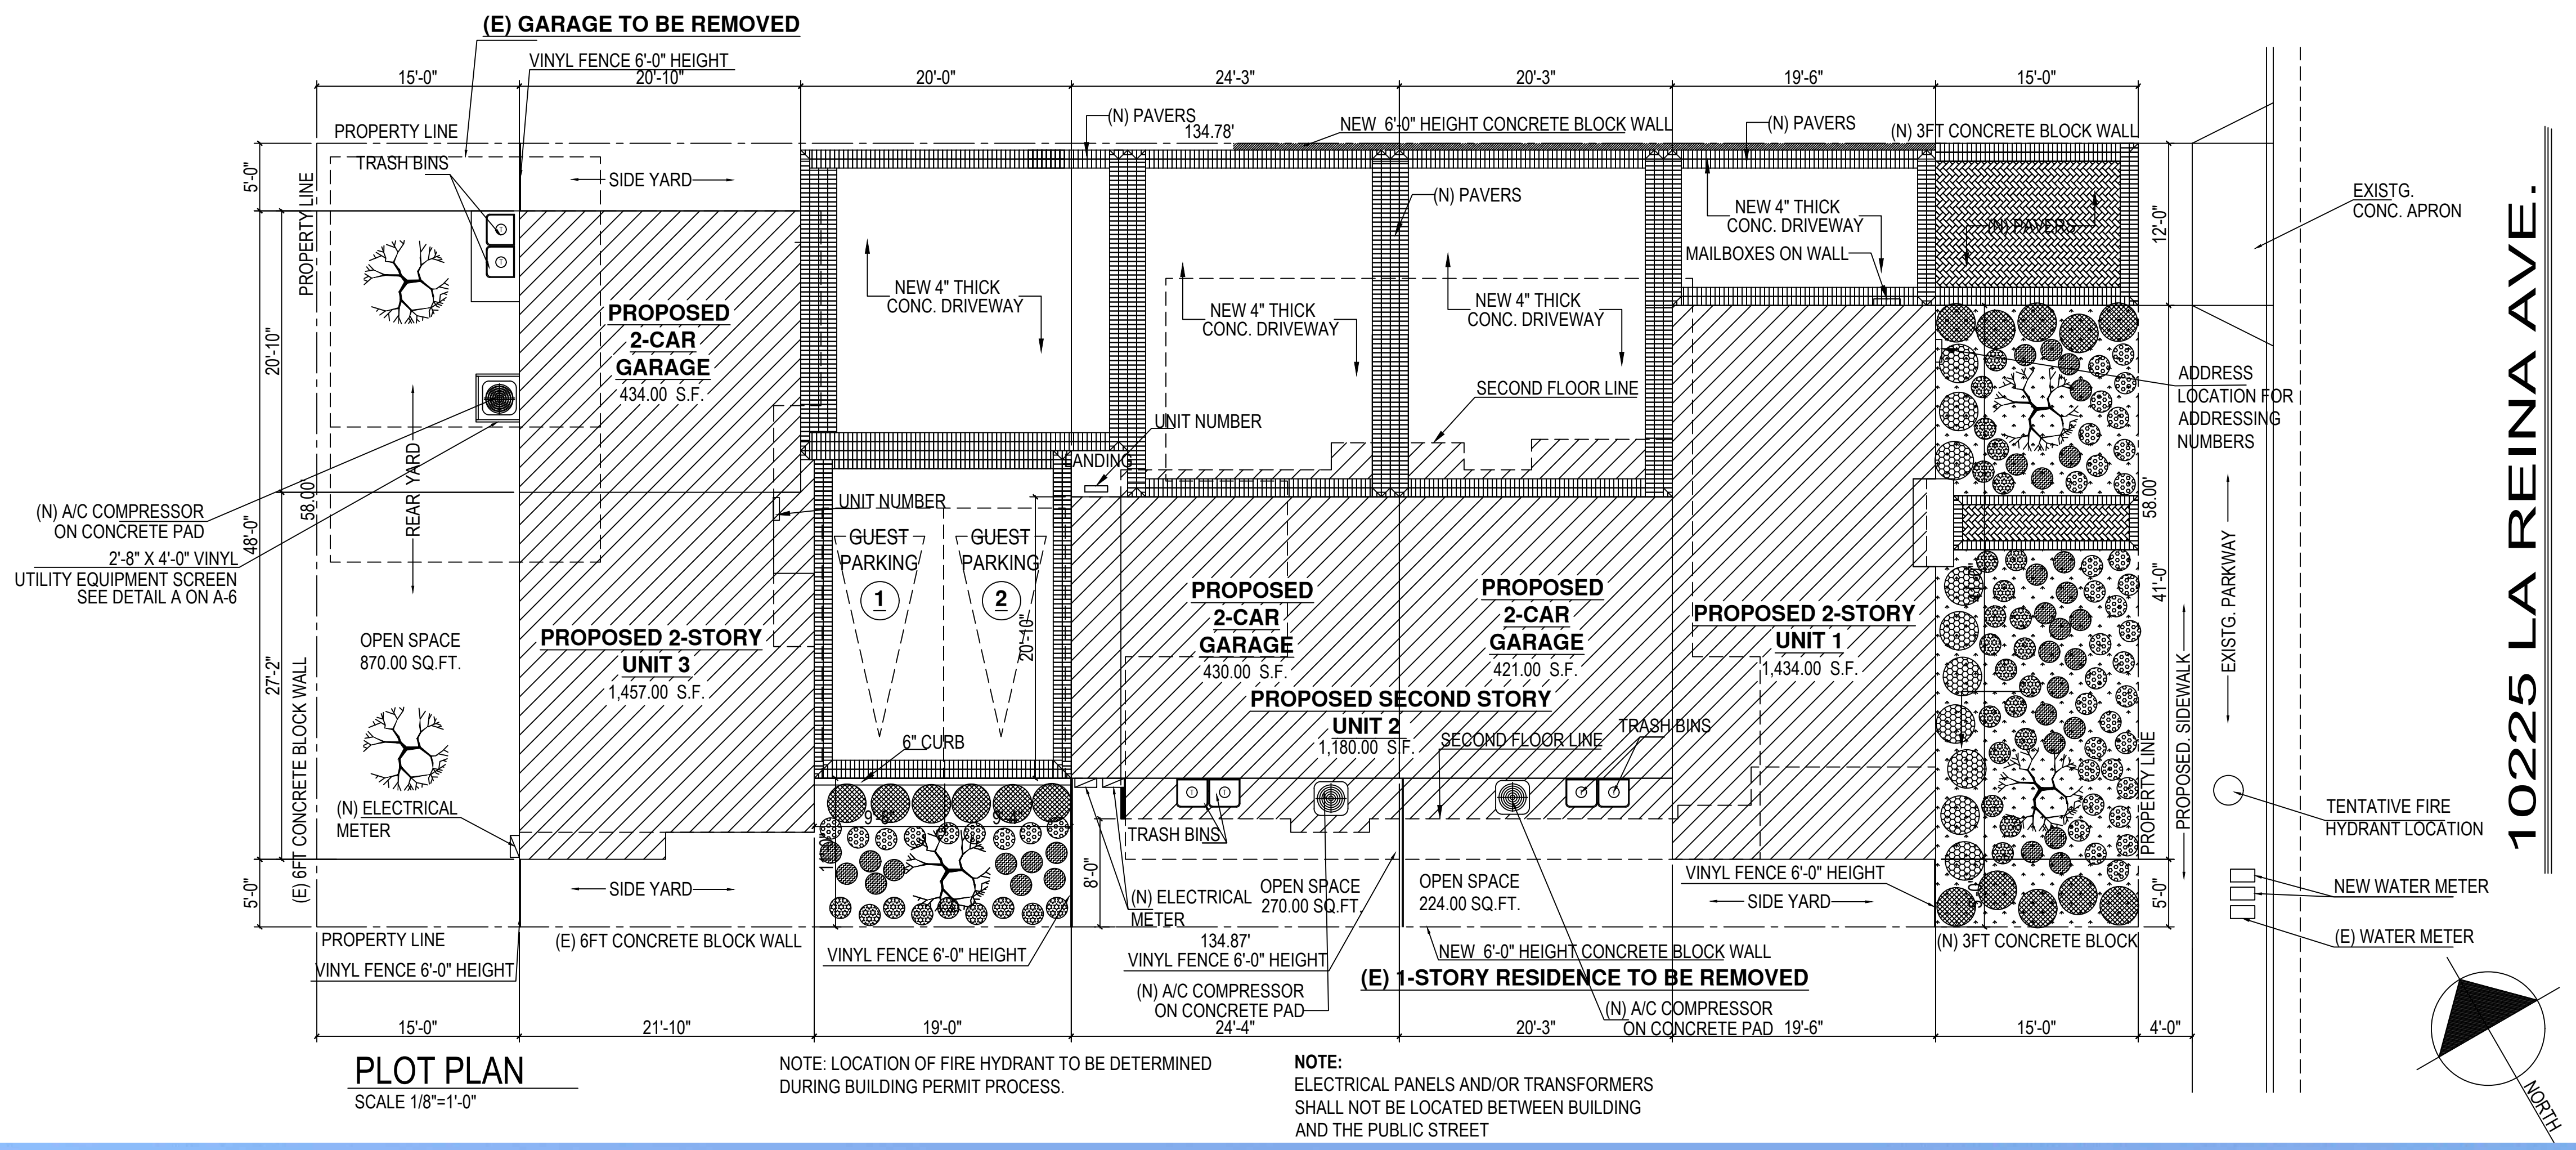 (E) GARAGE TO BE REMOVED
VINYL FENCE 6'-0" HEIGHT
15'-0"
20'-10"
20'-0"
24'-3"
20'-3"
19'-6"
15'-0"
PROPERTY LINE
(N) PAVERS
134.78'
NEW 6'-0" HEIGHT CONCRETE BLOCK WALL
(N) PAVERS
(N) 3FT CONCRETE BLOCK WALL
TRASH BINS
5'-0"
PROPERTY LINE
SIDE YARD
(N) PAVERS
NEW 4" THICK
CONC. DRIVEWAY
MAILBOXES ON WALL
(N) PAVERS
12'-0"
EXISTG.
CONC. APRON
10225 LA REINA AVE.
T
T
PROPOSED
2-CAR
GARAGE
434.00 S.F.
NEW 4" THICK
CONC. DRIVEWAY
NEW 4" THICK
CONC. DRIVEWAY
NEW 4" THICK
CONC. DRIVEWAY
20'-10"
SECOND FLOOR LINE
UNIT NUMBER
LANDING
ADDRESS
LOCATION FOR
ADDRESSING
NUMBERS
REAR YARD
58.00'
48'-0"
(N) A/C COMPRESSOR
ON CONCRETE PAD
2'-8" X 4'-0" VINYL
UTILITY EQUIPMENT SCREEN
SEE DETAIL A ON A-6
UNIT NUMBER
GUEST
PARKING
1
GUEST
PARKING
2
20'-10"
58.00'
41'-0"
EXISTG. PARKWAY
PROPOSED. SIDEWALK
PROPERTY LINE
OPEN SPACE
870.00 SQ.FT.
27'-2"
(E) 6FT CONCRETE BLOCK WALL
PROPOSED 2-STORY
UNIT 3
1,457.00 S.F.
PROPOSED
2-CAR
GARAGE
430.00 S.F.
PROPOSED
2-CAR
GARAGE
421.00 S.F.
PROPOSED 2-STORY
UNIT 1
1,434.00 S.F.
PROPOSED SECOND STORY
UNIT 2
1,180.00 S.F.
SECOND FLOOR LINE
TRASH BINS
6" CURB
(N) ELECTRICAL
METER
9'-6"
9'-4"
T
T
T
T
TRASH BINS
8'-0"
(N) ELECTRICAL
METER
OPEN SPACE
270.00 SQ.FT.
OPEN SPACE
224.00 SQ.FT.
VINYL FENCE 6'-0" HEIGHT
SIDE YARD
5'-0"
TENTATIVE FIRE
HYDRANT LOCATION
NEW WATER METER
(E) WATER METER
5'-0"
SIDE YARD
PROPERTY LINE
(E) 6FT CONCRETE BLOCK WALL
VINYL FENCE 6'-0" HEIGHT
VINYL FENCE 6'-0" HEIGHT
134.87'
VINYL FENCE 6'-0" HEIGHT
NEW 6'-0" HEIGHT CONCRETE BLOCK WALL
(N) 3FT CONCRETE BLOCK
(E) 1-STORY RESIDENCE TO BE REMOVED
(N) A/C COMPRESSOR
ON CONCRETE PAD
(N) A/C COMPRESSOR
ON CONCRETE PAD
15'-0"
21'-10"
19'-0"
24'-4"
20'-3"
19'-6"
15'-0"
4'-0"
PLOT PLAN
SCALE 1/8"=1'-0"
NOTE: LOCATION OF FIRE HYDRANT TO BE DETERMINED
DURING BUILDING PERMIT PROCESS.
NOTE:
ELECTRICAL PANELS AND/OR TRANSFORMERS
SHALL NOT BE LOCATED BETWEEN BUILDING
AND THE PUBLIC STREET
NORTH